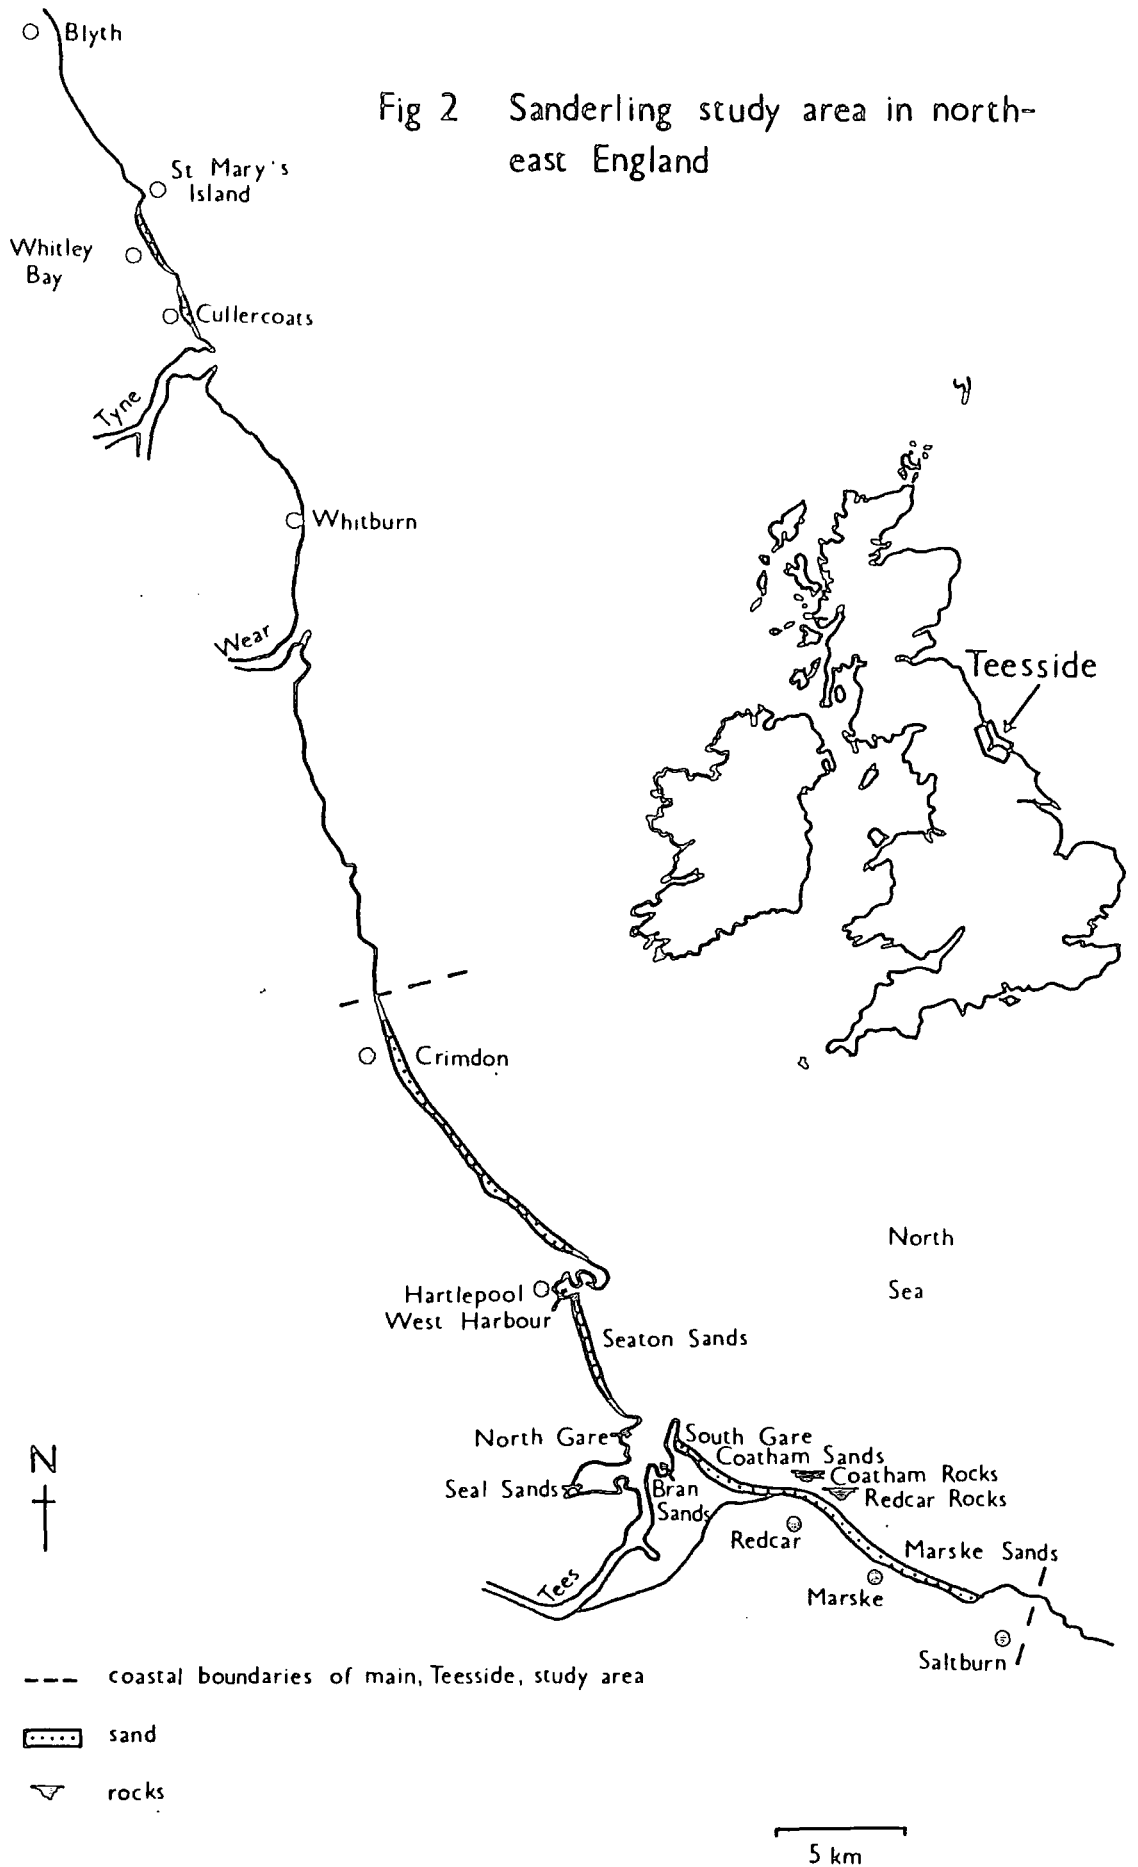 Blyth
Fig 2 Sanderling study area in north-
east England
St Mary's
Island
Whitley
Bay
Cullercoats
Tyne
Whitburn
Wear
Teesside
Crimdon
North
Sea
Hartlepool
West Harbour
Seaton Sands
North Gare
South Gare
Coatham Sands
Coatham Rocks
Seal Sands
Bran
Sands
Redcar Rocks
Redcar
Marske Sands
Tees
Marske
Saltburn
N
coastal boundaries of main, Teesside, study area
sand
rocks
5 km